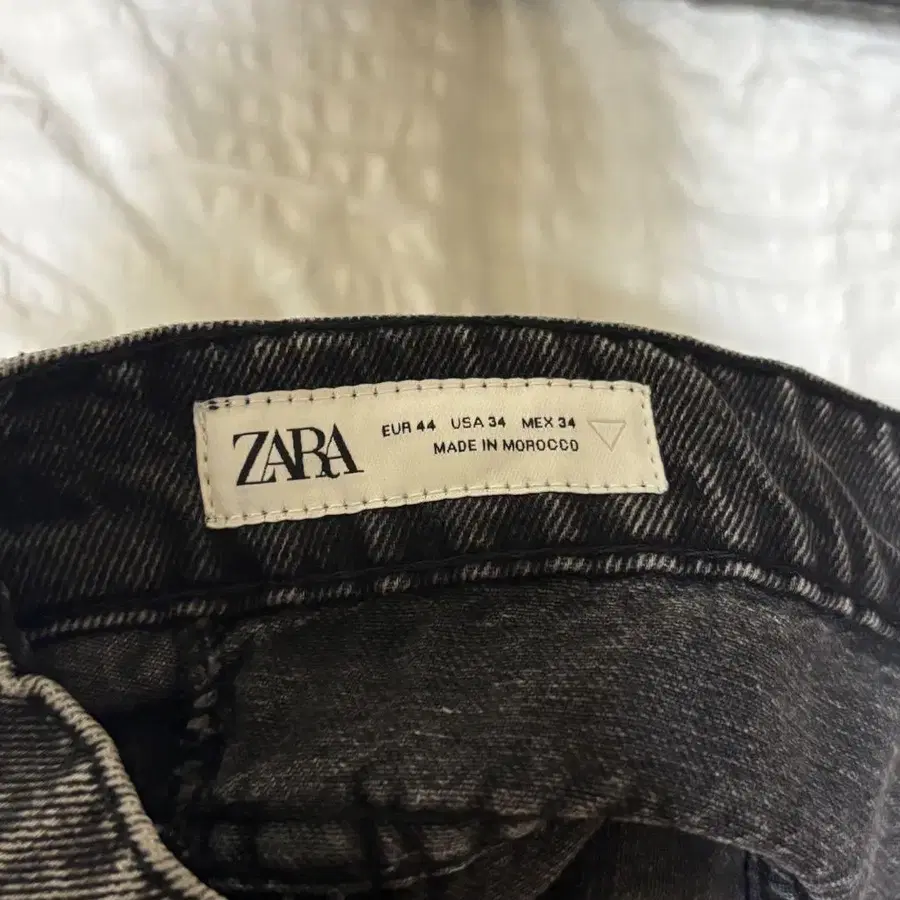 ZARA
EUR 44 USA 34 MEX 34
MADE IN MOROCCO